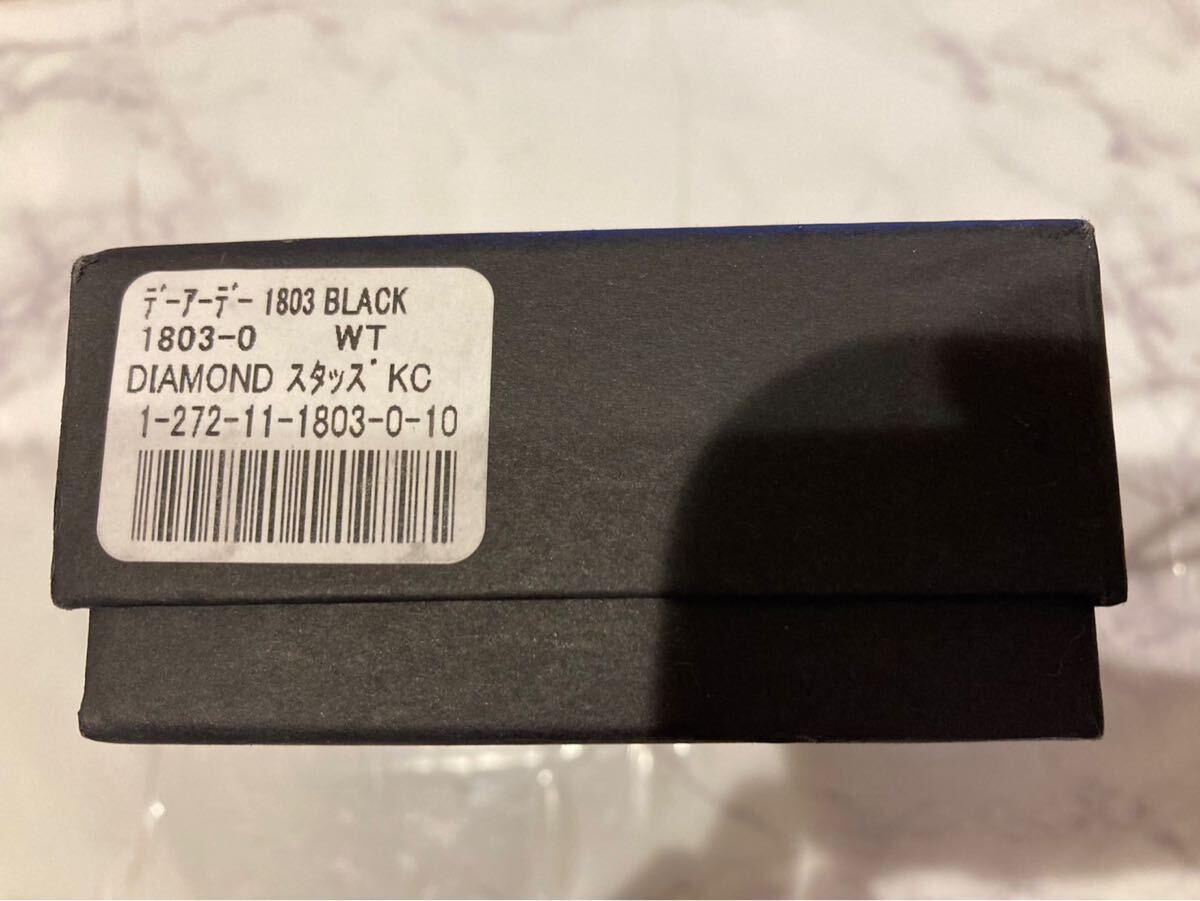 ﾃﾞｰｱｰﾃﾞｰ 1803 BLACK
1803-0 WT
DIAMOND ｽﾀｯｽﾞ KC
1-272-11-1803-0-10